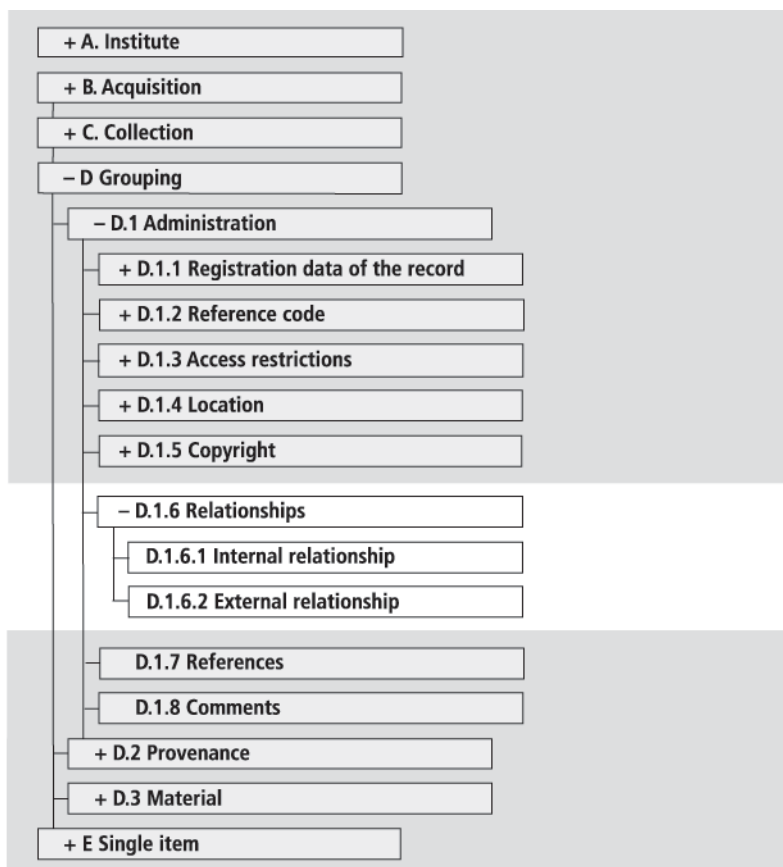 + A. Institute
+ B. Acquisition
+ C. Collection
– D Grouping
– D.1 Administration
+ D.1.1 Registration data of the record
+ D.1.2 Reference code
+ D.1.3 Access restrictions
+ D.1.4 Location
+ D.1.5 Copyright
– D.1.6 Relationships
D.1.6.1 Internal relationship
D.1.6.2 External relationship
D.1.7 References
D.1.8 Comments
+ D.2 Provenance
+ D.3 Material
+ E Single item